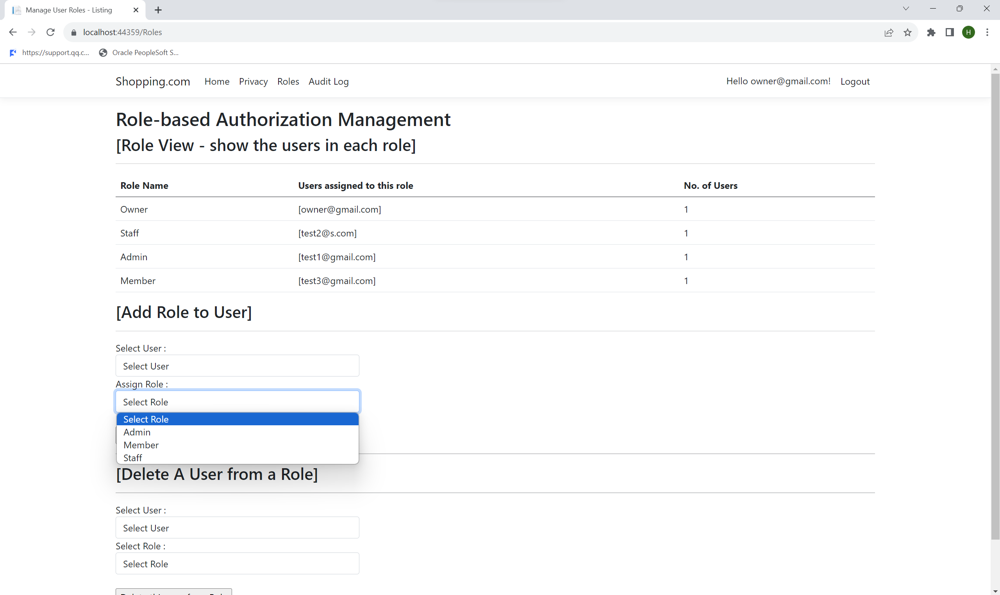 Manage User Roles - Listing
localhost:44359/Roles
H
https://support.qq.c...
Oracle PeopleSoft S...
Shopping.com Home Privacy Roles Audit Log Hello owner@gmail.com! Logout
Role-based Authorization Management
[Role View - show the users in each role]
Role Name Users assigned to this role No. of Users
Owner [owner@gmail.com] 1
Staff [test2@s.com] 1
Admin [test1@gmail.com] 1
Member [test3@gmail.com] 1
[Add Role to User]
Select User :
Select User
Assign Role :
Select Role
Select Role
Admin
Member
Staff
[Delete A User from a Role]
Select User :
Select User
Select Role :
Select Role